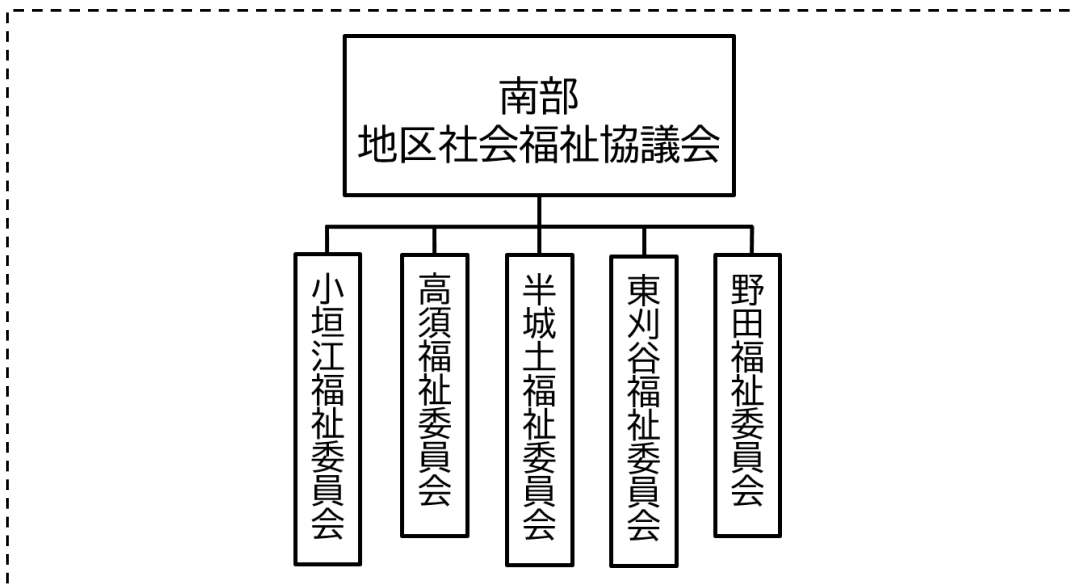 南部
地区社会福祉協議会
小垣江福祉委員会
高須福祉委員会
半城土福祉委員会
東刈谷福祉委員会
野田福祉委員会